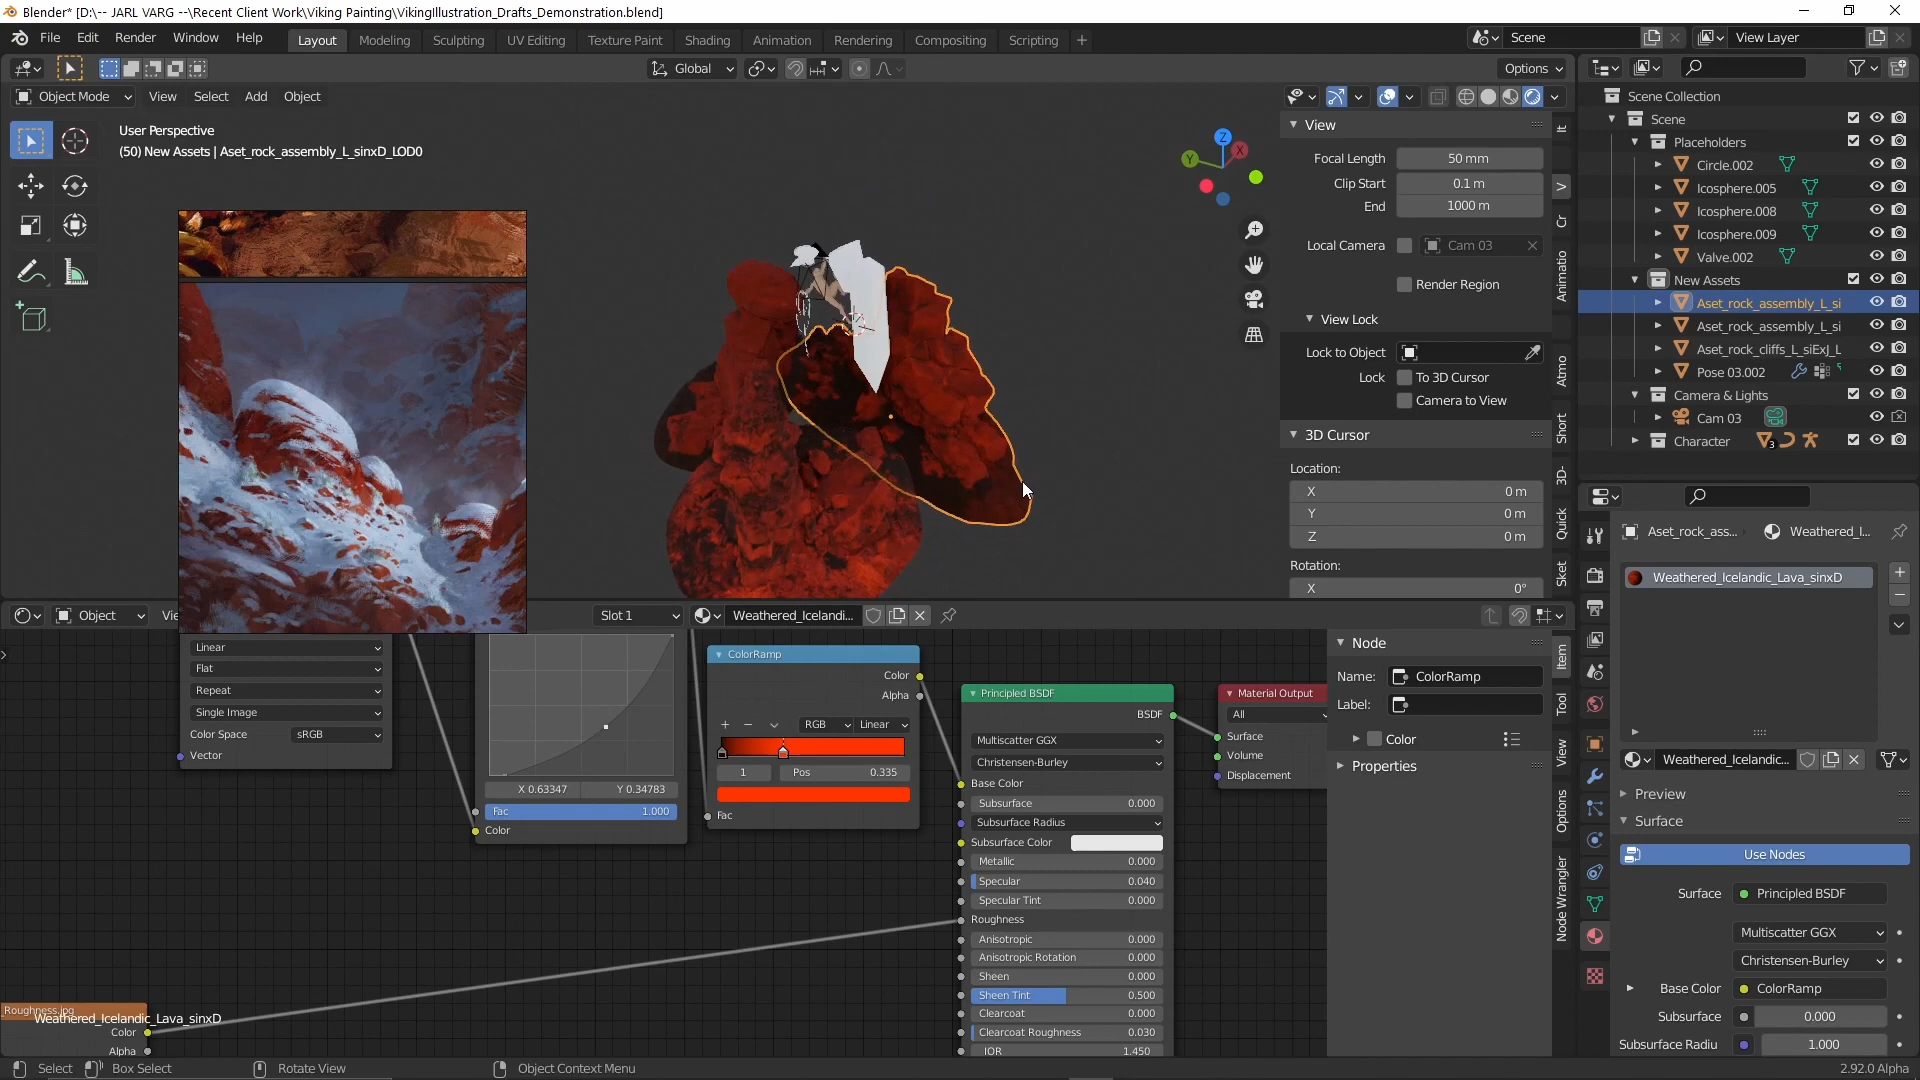 Blender* [D:\-- JARL VARG --\Recent Client Work\Viking Painting\VikingIllustration_Drafts_Demonstration.blend]
File Edit Render Window Help Layout Modeling Sculpting UV Editing Texture Paint Shading Animation Rendering Compositing Scripting + Scene View Layer
Global Options
Object Mode View Select Add Object
User Perspective
(50) New Assets | Aset_rock_assembly_L_sinxD_LOD0
Z
Y
X
View
Focal Length 50 mm
Clip Start 0.1 m
End 1000 m
Local Camera Cam 03
Render Region
View Lock
Lock to Object
Lock To 3D Cursor
Camera to View
3D Cursor
Location:
X 0 m
Y 0 m
Z 0 m
Rotation:
X 0°
It
V
Cr
Animatio
Atmo
Short
3D-
Quick
Sket
Scene Collection
Scene
Placeholders
Circle.002
Icosphere.005
Icosphere.008
Icosphere.009
Valve.002
New Assets
Aset_rock_assembly_L_si
Aset_rock_assembly_L_si
Aset_rock_cliffs_L_siExJ_L
Pose 03.002
Camera & Lights
Cam 03
Character 3
Aset_rock_ass... Weathered_I...
Weathered_Icelandic_Lava_sinxD
Weathered_Icelandic...
Preview
Surface
Use Nodes
Surface Principled BSDF
Multiscatter GGX
Christensen-Burley
Base Color ColorRamp
Subsurface 0.000
Subsurface Radiu 1.000
Object Vie Slot 1 Weathered_Icelandi...
Linear
Flat
Repeat
Single Image
Color Space sRGB
Vector
X 0.63347 Y 0.34783
Fac 1.000
Color
ColorRamp
Color
Alpha
+ − RGB Linear
1 Pos 0.335
Fac
Principled BSDF
BSDF
Multiscatter GGX
Christensen-Burley
Base Color
Subsurface 0.000
Subsurface Radius
Subsurface Color
Metallic 0.000
Specular 0.040
Specular Tint 0.000
Roughness
Anisotropic 0.000
Anisotropic Rotation 0.000
Sheen 0.000
Sheen Tint 0.500
Clearcoat 0.000
Clearcoat Roughness 0.030
IOR 1.450
Material Output
All
Surface
Volume
Displacement
Node
Name: ColorRamp
Label:
Color
Properties
Item
Tool
View
Options
Node Wrangler
Roughness.jpg
Weathered_Icelandic_Lava_sinxD
Color
Alpha
Select Box Select Rotate View Object Context Menu 2.92.0 Alpha